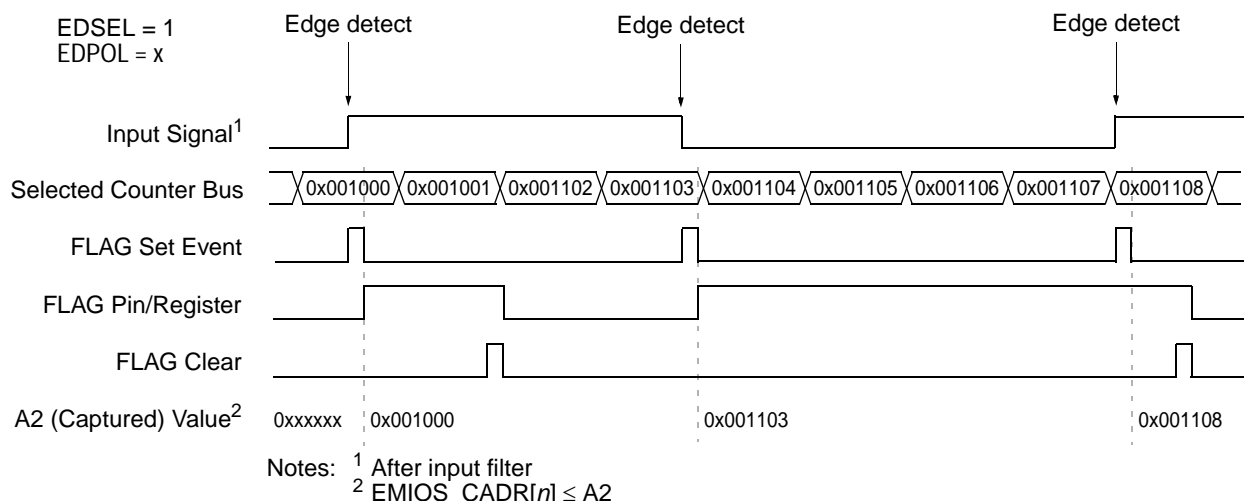 EDSEL = 1
EDPOL = x
Edge detect
Edge detect
Edge detect
Input Signal1
Selected Counter Bus
0x001000 0x001001 0x001102 0x001103 0x001104 0x001105 0x001106 0x001107 0x001108
FLAG Set Event
FLAG Pin/Register
FLAG Clear
A2 (Captured) Value2 0xxxxxx 0x001000 0x001103 0x001108
Notes: 1 After input filter
2 EMIOS_CADR[n] ≤ A2